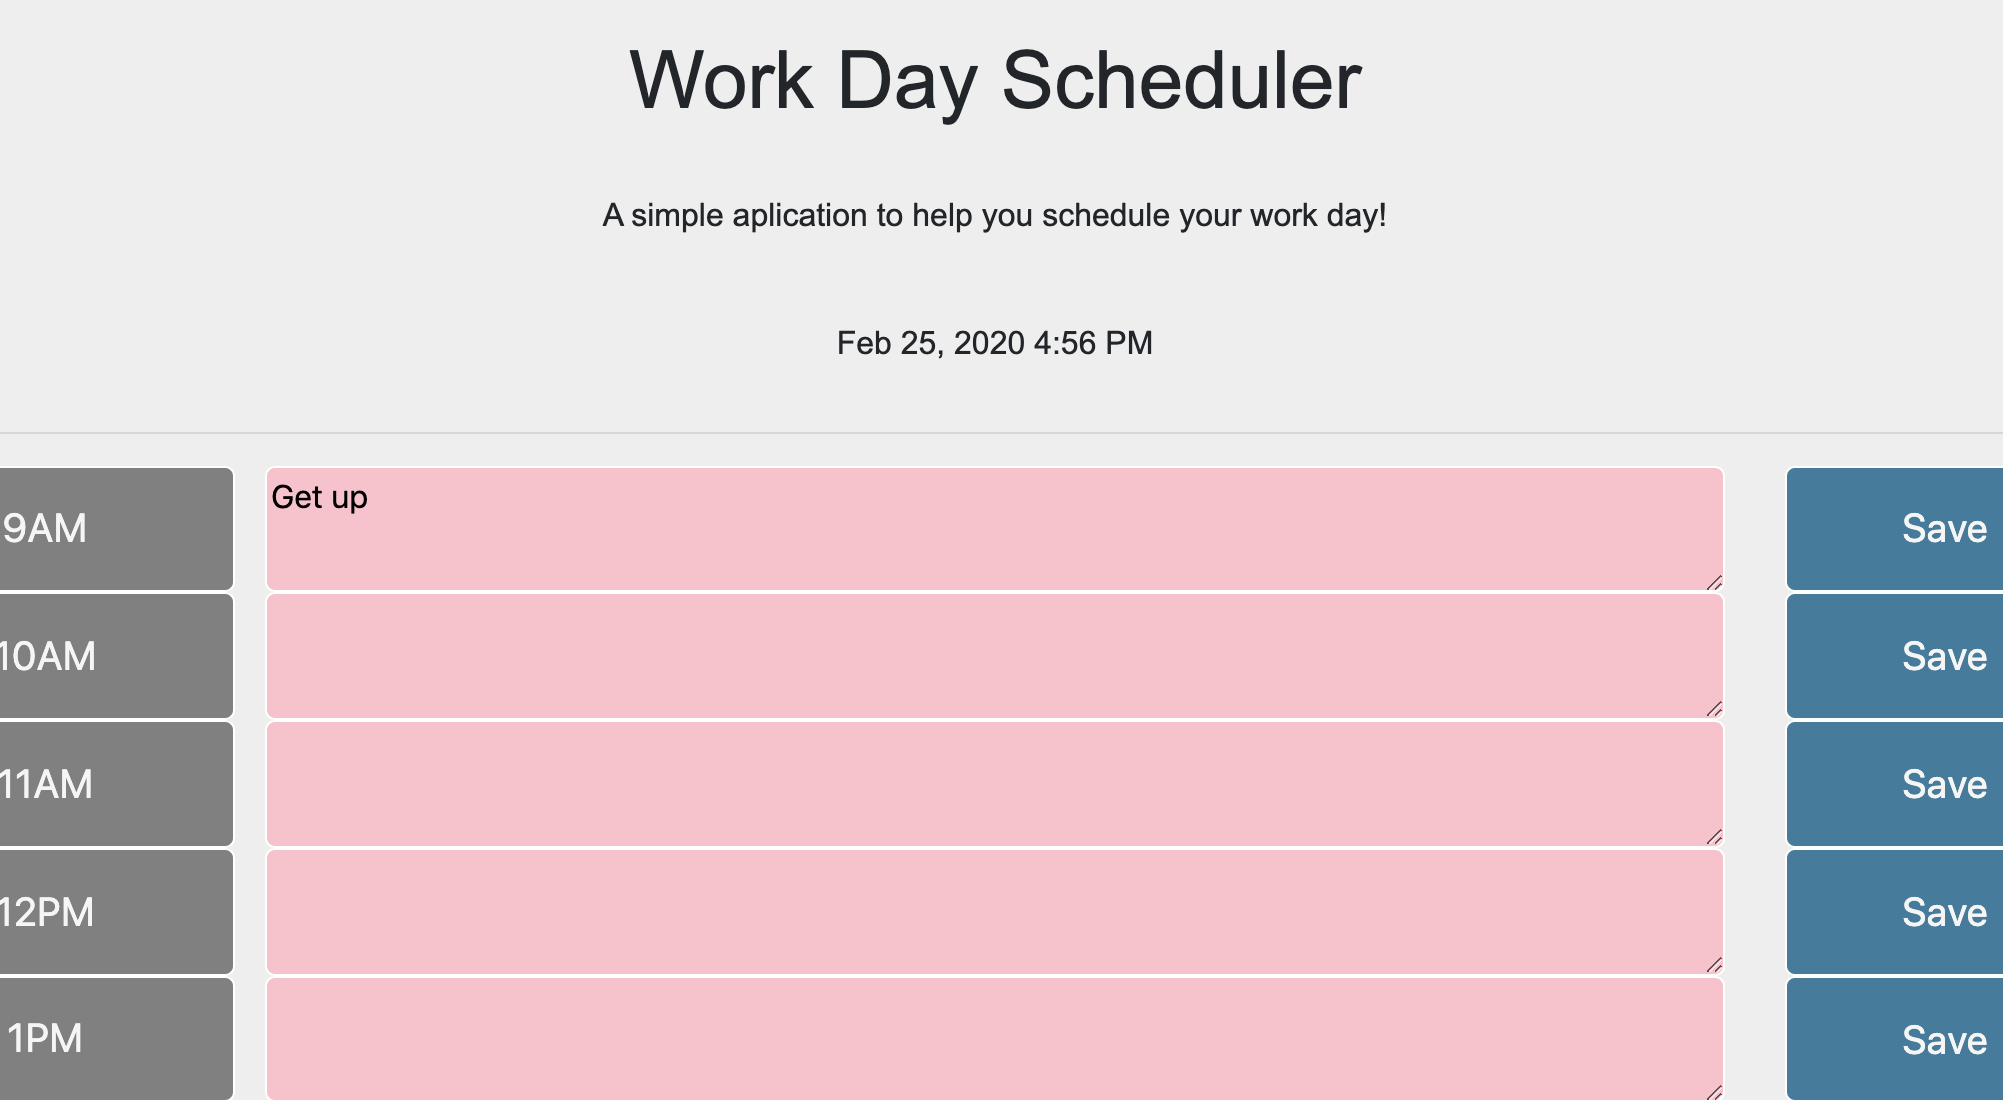 Work Day Scheduler
A simple aplication to help you schedule your work day!
Feb 25, 2020 4:56 PM
9AM Get up Save
10AM Save
11AM Save
12PM Save
1PM Save